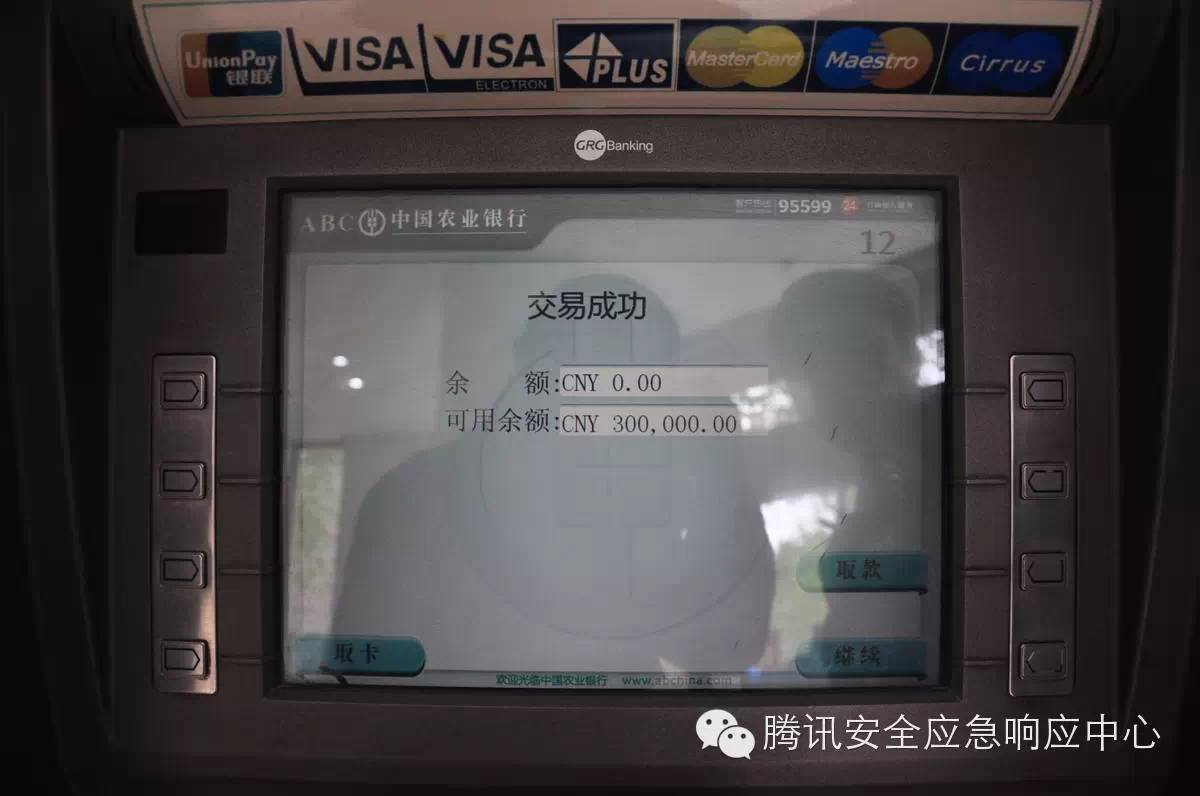 UnionPay 银联 VISA VISA ELECTRON PLUS MasterCard Maestro Cirrus
GRG Banking
ABC 中国农业银行
95599 24
12
交易成功
余 额:CNY 0.00
可用余额:CNY 300,000.00
取款
取卡 继续
欢迎光临中国农业银行 www.abchina.com
腾讯安全应急响应中心